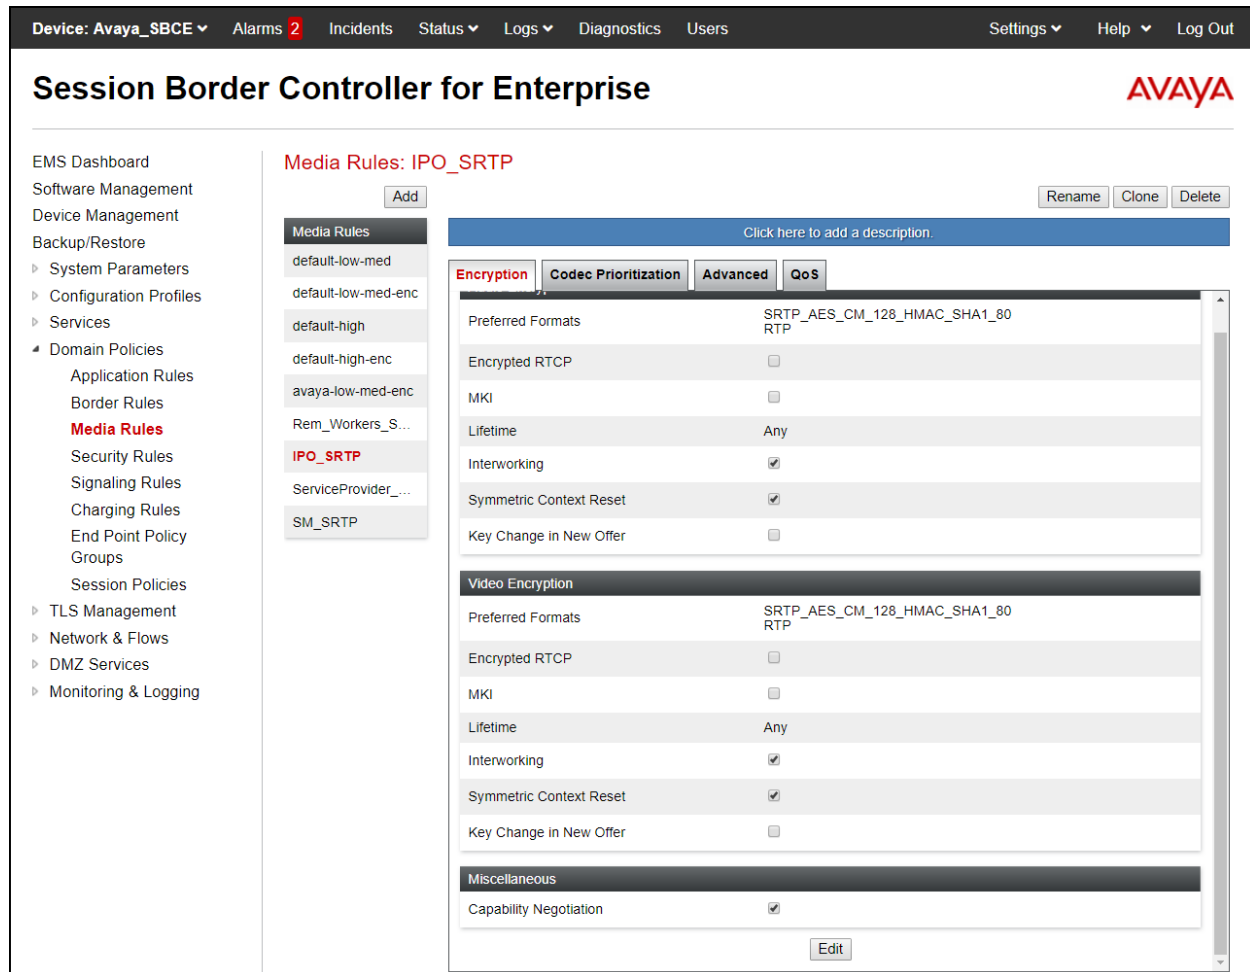 Device: Avaya_SBCE Alarms 2 Incidents Status Logs Diagnostics Users Settings Help Log Out
Session Border Controller for Enterprise
AVAYA
EMS Dashboard
Software Management
Device Management
Backup/Restore
System Parameters
Configuration Profiles
Services
Domain Policies
Application Rules
Border Rules
Media Rules
Security Rules
Signaling Rules
Charging Rules
End Point Policy
Groups
Session Policies
TLS Management
Network & Flows
DMZ Services
Monitoring & Logging
Media Rules: IPO_SRTP
Add
Rename Clone Delete
Media Rules
default-low-med
default-low-med-enc
default-high
default-high-enc
avaya-low-med-enc
Rem_Workers_S...
IPO_SRTP
ServiceProvider_...
SM_SRTP
Click here to add a description.
Encryption Codec Prioritization Advanced QoS
Preferred Formats SRTP_AES_CM_128_HMAC_SHA1_80
RTP
Encrypted RTCP
MKI
Lifetime Any
Interworking
Symmetric Context Reset
Key Change in New Offer
Video Encryption
Preferred Formats SRTP_AES_CM_128_HMAC_SHA1_80
RTP
Encrypted RTCP
MKI
Lifetime Any
Interworking
Symmetric Context Reset
Key Change in New Offer
Miscellaneous
Capability Negotiation
Edit